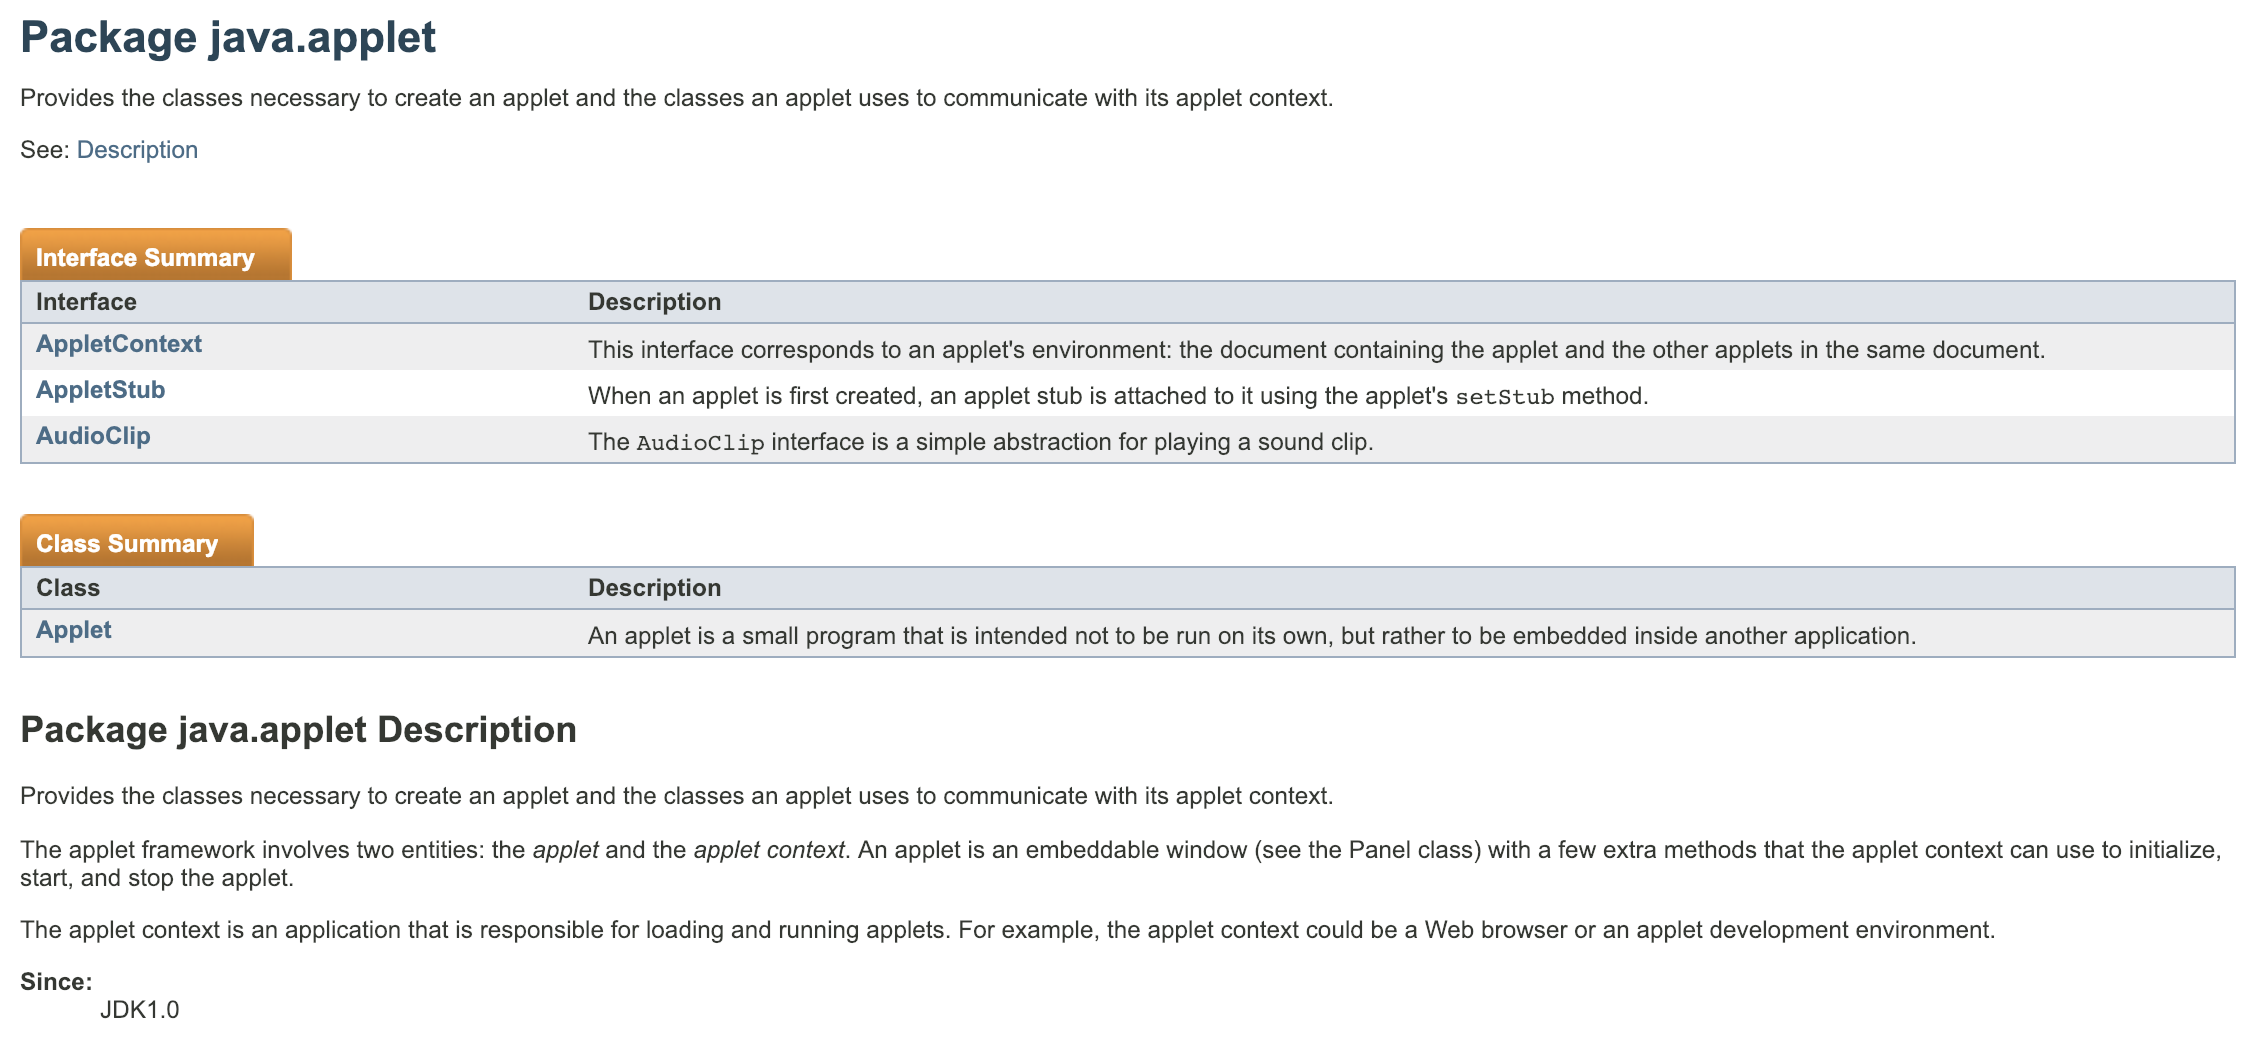 Package java.applet
Provides the classes necessary to create an applet and the classes an applet uses to communicate with its applet context.
See: Description
Interface Summary
Interface Description
AppletContext This interface corresponds to an applet's environment: the document containing the applet and the other applets in the same document.
AppletStub When an applet is first created, an applet stub is attached to it using the applet's setStub method.
AudioClip The AudioClip interface is a simple abstraction for playing a sound clip.
Class Summary
Class Description
Applet An applet is a small program that is intended not to be run on its own, but rather to be embedded inside another application.
Package java.applet Description
Provides the classes necessary to create an applet and the classes an applet uses to communicate with its applet context.
The applet framework involves two entities: the applet and the applet context. An applet is an embeddable window (see the Panel class) with a few extra methods that the applet context can use to initialize,
start, and stop the applet.
The applet context is an application that is responsible for loading and running applets. For example, the applet context could be a Web browser or an applet development environment.
Since:
JDK1.0